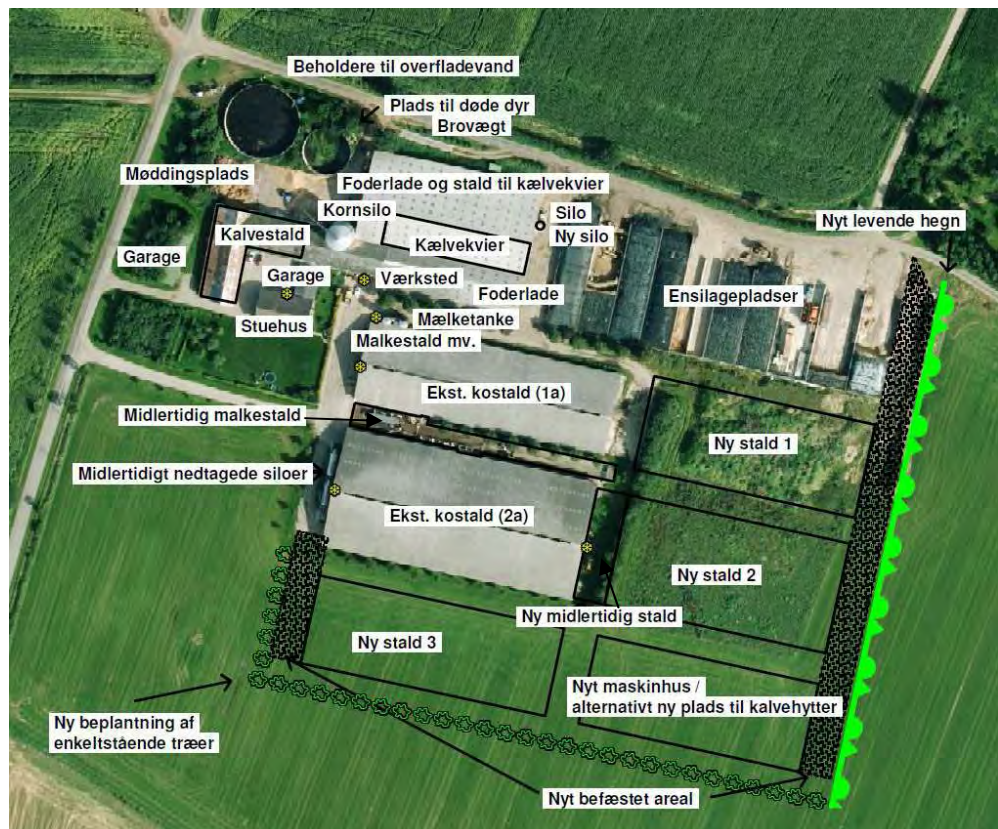 Beholdere til overfladevand
Plads til døde dyr
Brovægt
Møddingsplads
Foderlade og stald til kælvekvier
Kornsilo
Silo
Ny silo
Nyt levende hegn
Kalvestald
Kælvekvier
Garage
Garage
Værksted
Foderlade
Ensilagepladser
Stuehus
Mælketanke
Malkestald mv.
Ekst. kostald (1a)
Midlertidig malkestald
Ny stald 1
Midlertidigt nedtagede siloer
Ekst. kostald (2a)
Ny stald 2
Ny midlertidig stald
Ny stald 3
Nyt maskinhus /
alternativt ny plads til kalvehytter
Ny beplantning af
enkeltstående træer
Nyt befæstet areal